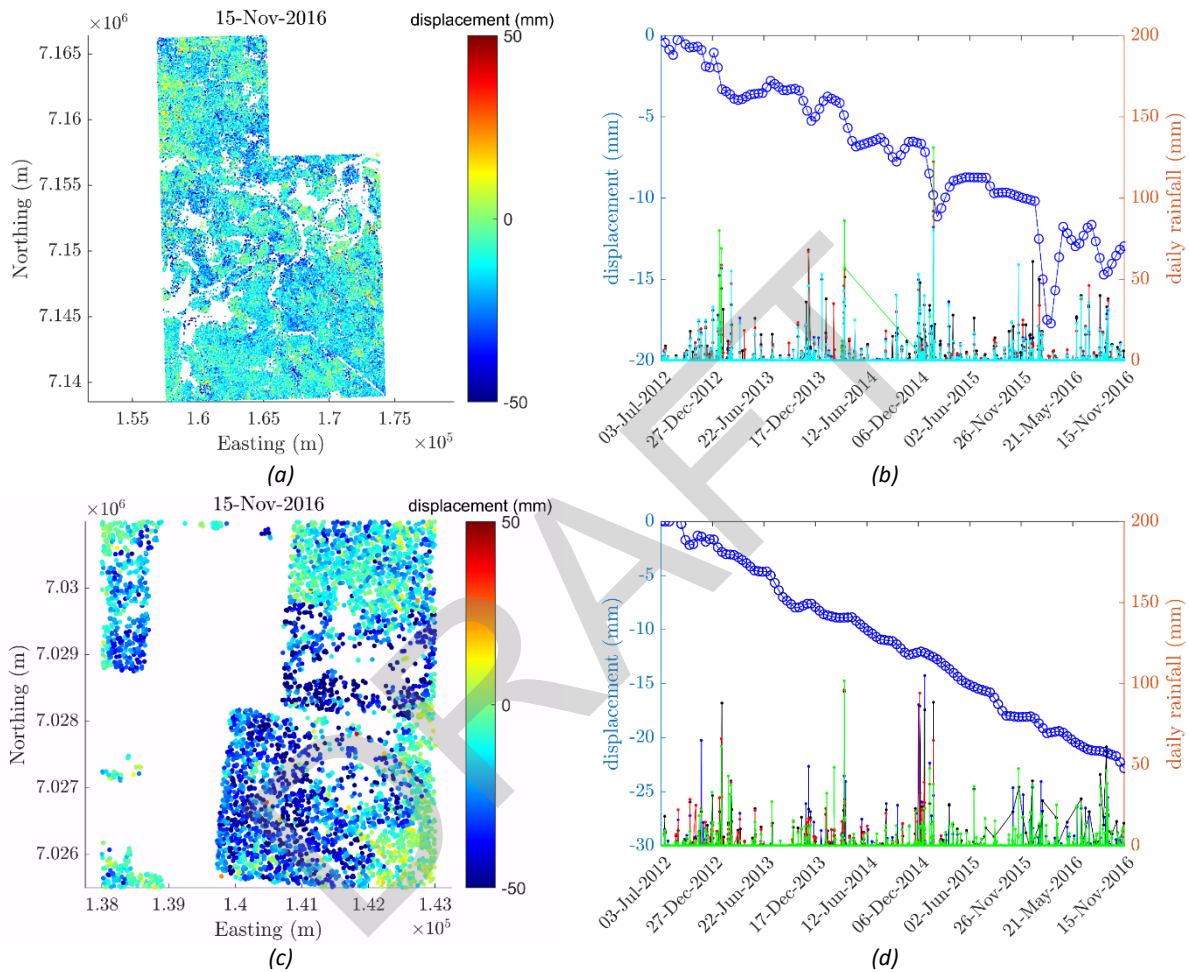 15-Nov-2016
×10⁶
displacement (mm)
7.165
7.16
7.155
7.15
7.145
7.14
Northing (m)
1.55
1.6
1.65
1.7
1.75
×10⁵
Easting (m)
50
0
-50
(a)
0
-5
-10
-15
-20
displacement (mm)
200
150
100
50
0
daily rainfall (mm)
03-Jul-2012
27-Dec-2012
22-Jun-2013
17-Dec-2013
12-Jun-2014
06-Dec-2014
02-Jun-2015
26-Nov-2015
21-May-2016
15-Nov-2016
(b)
15-Nov-2016
×10⁶
displacement (mm)
7.03
7.029
7.028
7.027
7.026
Northing (m)
1.38
1.39
1.4
1.41
1.42
1.43
×10⁵
Easting (m)
50
0
-50
(c)
0
-5
-10
-15
-20
-25
-30
displacement (mm)
200
150
100
50
0
daily rainfall (mm)
03-Jul-2012
27-Dec-2012
22-Jun-2013
17-Dec-2013
12-Jun-2014
06-Dec-2014
02-Jun-2015
26-Nov-2015
21-May-2016
15-Nov-2016
(d)
DRAFT